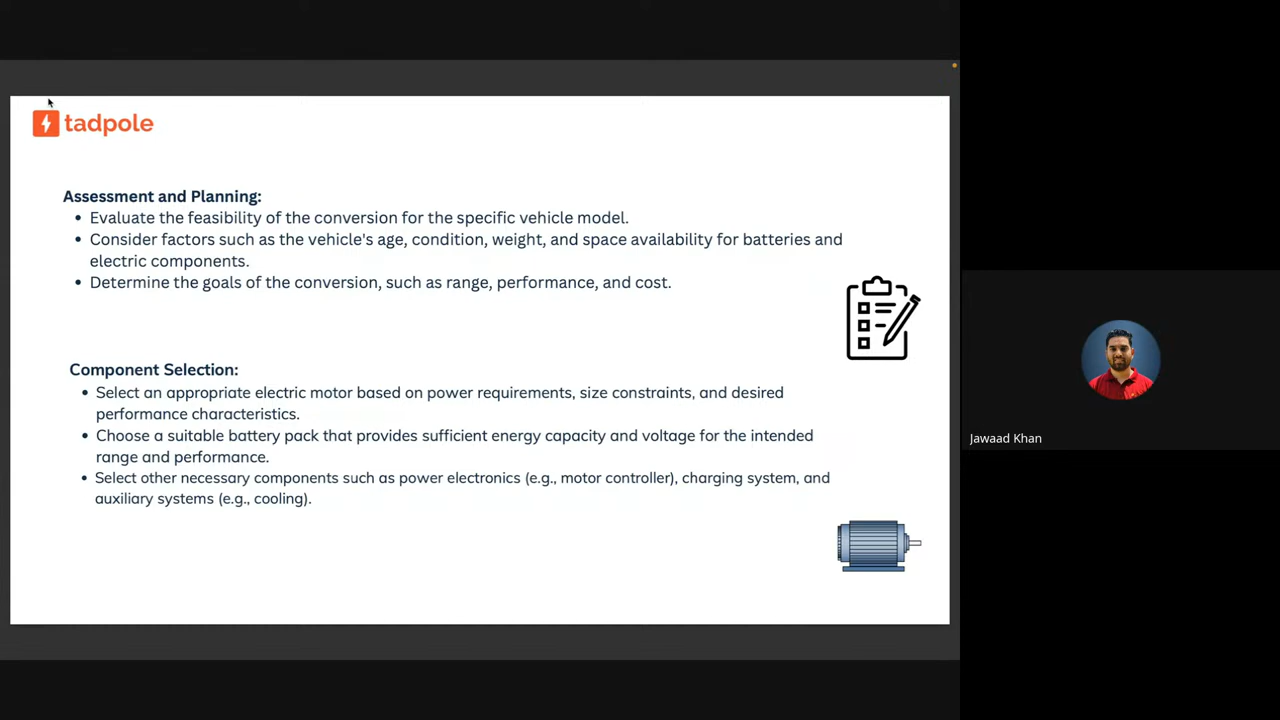 tadpole
Assessment and Planning:
• Evaluate the feasibility of the conversion for the specific vehicle model.
• Consider factors such as the vehicle's age, condition, weight, and space availability for batteries and
electric components.
• Determine the goals of the conversion, such as range, performance, and cost.
Component Selection:
• Select an appropriate electric motor based on power requirements, size constraints, and desired
performance characteristics.
• Choose a suitable battery pack that provides sufficient energy capacity and voltage for the intended
range and performance.
• Select other necessary components such as power electronics (e.g., motor controller), charging system, and
auxiliary systems (e.g., cooling).
Jawaad Khan